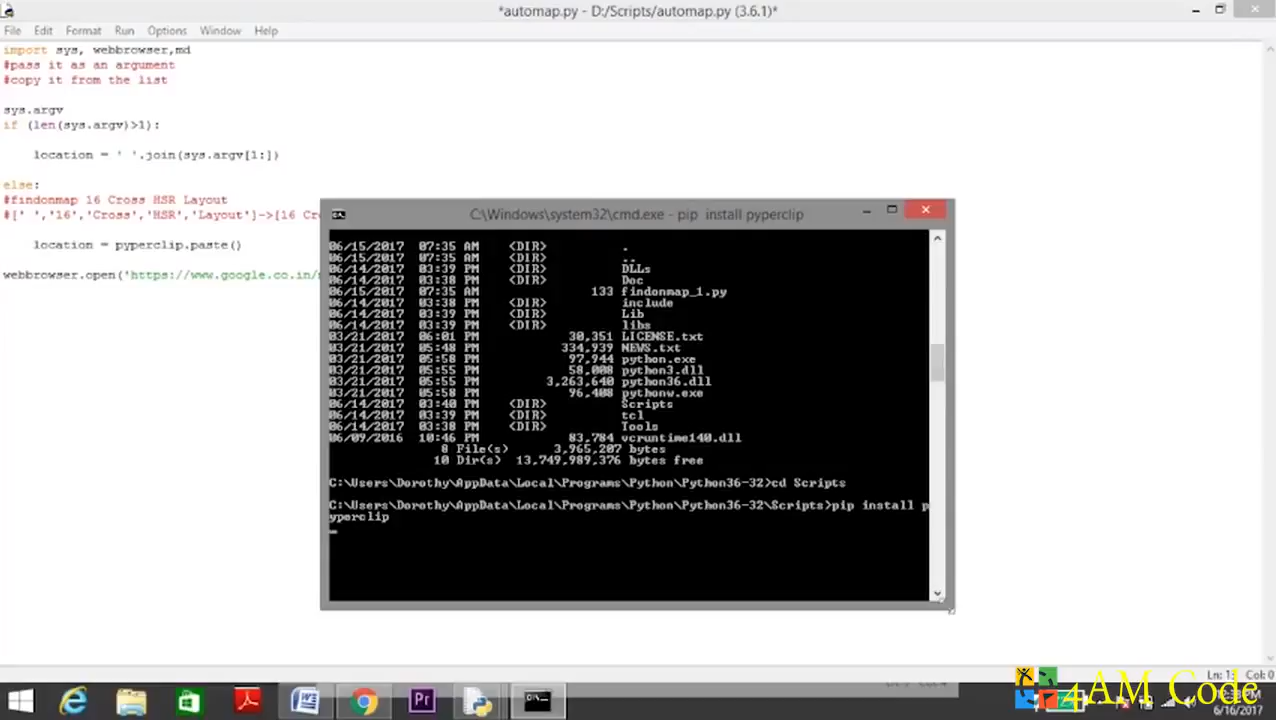 *automap.py - D:/Scripts/automap.py (3.6.1)*
File Edit Format Run Options Window Help
import sys, webbrowser,md
#pass it as an argument
#copy it from the list
sys.argv
if (len(sys.argv)>1):
location = ' '.join(sys.argv[1:])
else:
#findonmap 16 Cross HSR Layout
#[' ','16','Cross','HSR','Layout']->[16 Cro
location = pyperclip.paste()
webbrowser.open('https://www.google.co.in/
C:\Windows\system32\cmd.exe - pip install pyperclip
06/15/2017 07:35 AM <DIR> .
06/15/2017 07:35 AM <DIR> ..
06/14/2017 03:39 PM <DIR> DLLs
06/14/2017 03:38 PM <DIR> Doc
06/15/2017 07:35 AM 133 findonmap_1.py
06/14/2017 03:38 PM <DIR> include
06/14/2017 03:39 PM <DIR> Lib
06/14/2017 03:39 PM <DIR> libs
03/21/2017 06:01 PM 30,351 LICENSE.txt
03/21/2017 05:48 PM 334,939 NEWS.txt
03/21/2017 05:58 PM 97,944 python.exe
03/21/2017 05:55 PM 58,008 python3.dll
03/21/2017 05:55 PM 3,263,640 python36.dll
03/21/2017 05:58 PM 96,408 pythonw.exe
06/14/2017 03:40 PM <DIR> Scripts
06/14/2017 03:39 PM <DIR> tcl
06/14/2017 03:38 PM <DIR> Tools
06/09/2016 10:46 PM 83,784 vcruntime140.dll
8 File(s) 3,965,207 bytes
10 Dir(s) 13,749,989,376 bytes free
C:\Users\Dorothy\AppData\Local\Programs\Python\Python36-32>cd Scripts
C:\Users\Dorothy\AppData\Local\Programs\Python\Python36-32\Scripts>pip install p
yperclip
Col: 0
4AM Code
6/16/2017